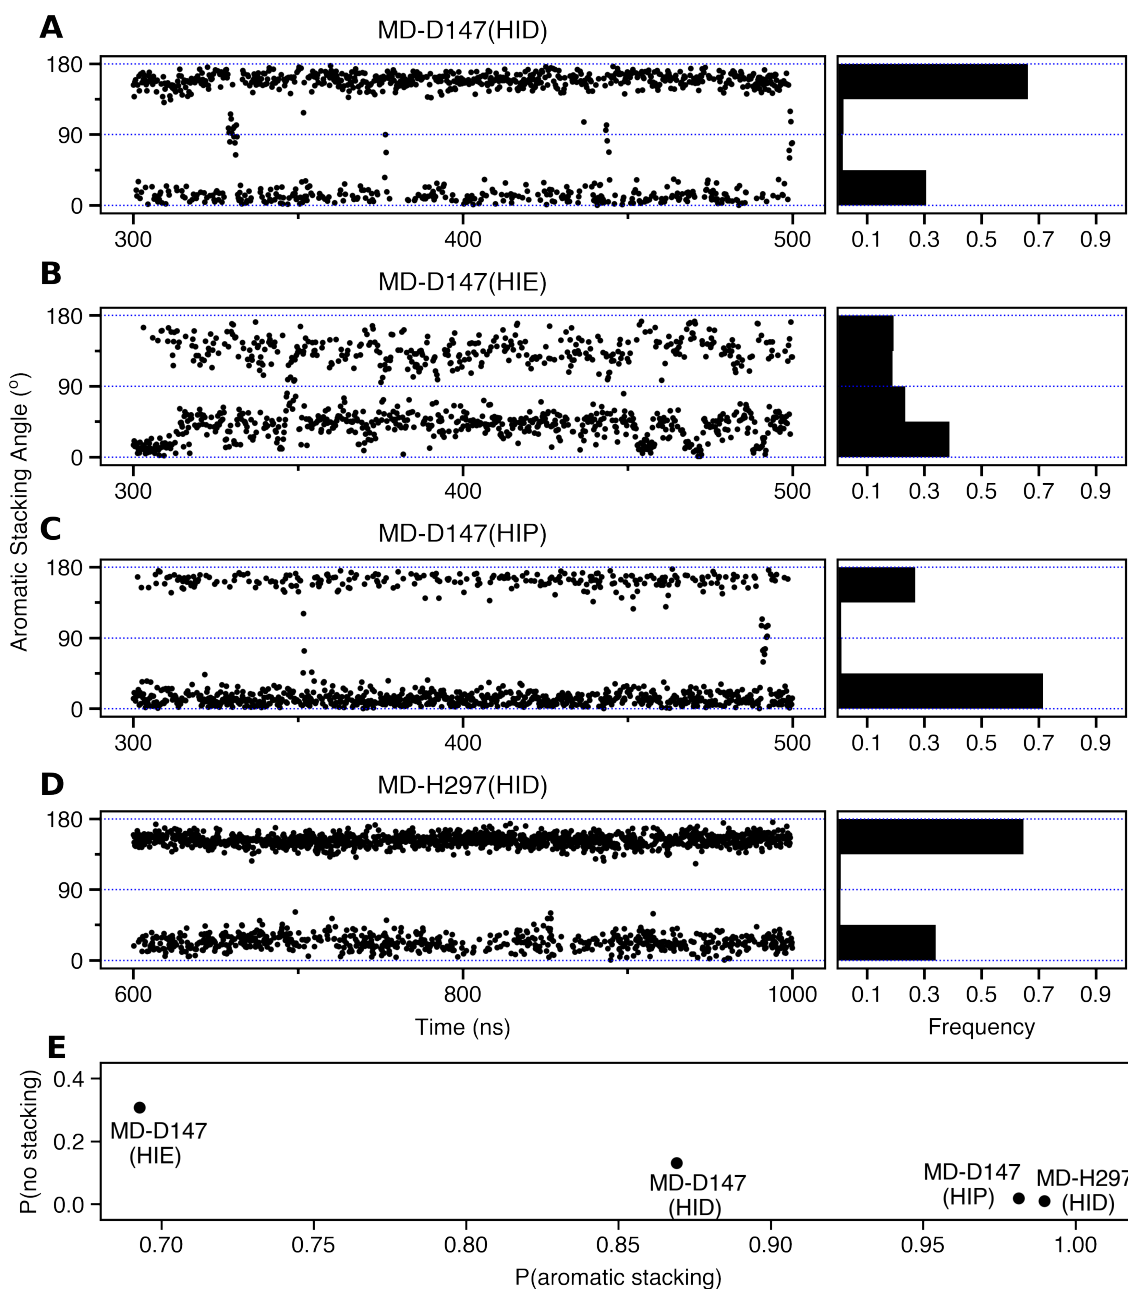 A
MD-D147(HID)
180
90
0
300 400 500
0.1 0.3 0.5 0.7 0.9
B
MD-D147(HIE)
180
90
0
300 400 500
0.1 0.3 0.5 0.7 0.9
Aromatic Stacking Angle (°)
C
MD-D147(HIP)
180
90
0
300 400 500
0.1 0.3 0.5 0.7 0.9
D
MD-H297(HID)
180
90
0
600 800 1000
0.1 0.3 0.5 0.7 0.9
Time (ns)
Frequency
E
P(no stacking)
0.4
0.2
0.0
MD-D147
(HIE)
MD-D147
(HID)
MD-D147
(HIP)
MD-H297
(HID)
0.70 0.75 0.80 0.85 0.90 0.95 1.00
P(aromatic stacking)